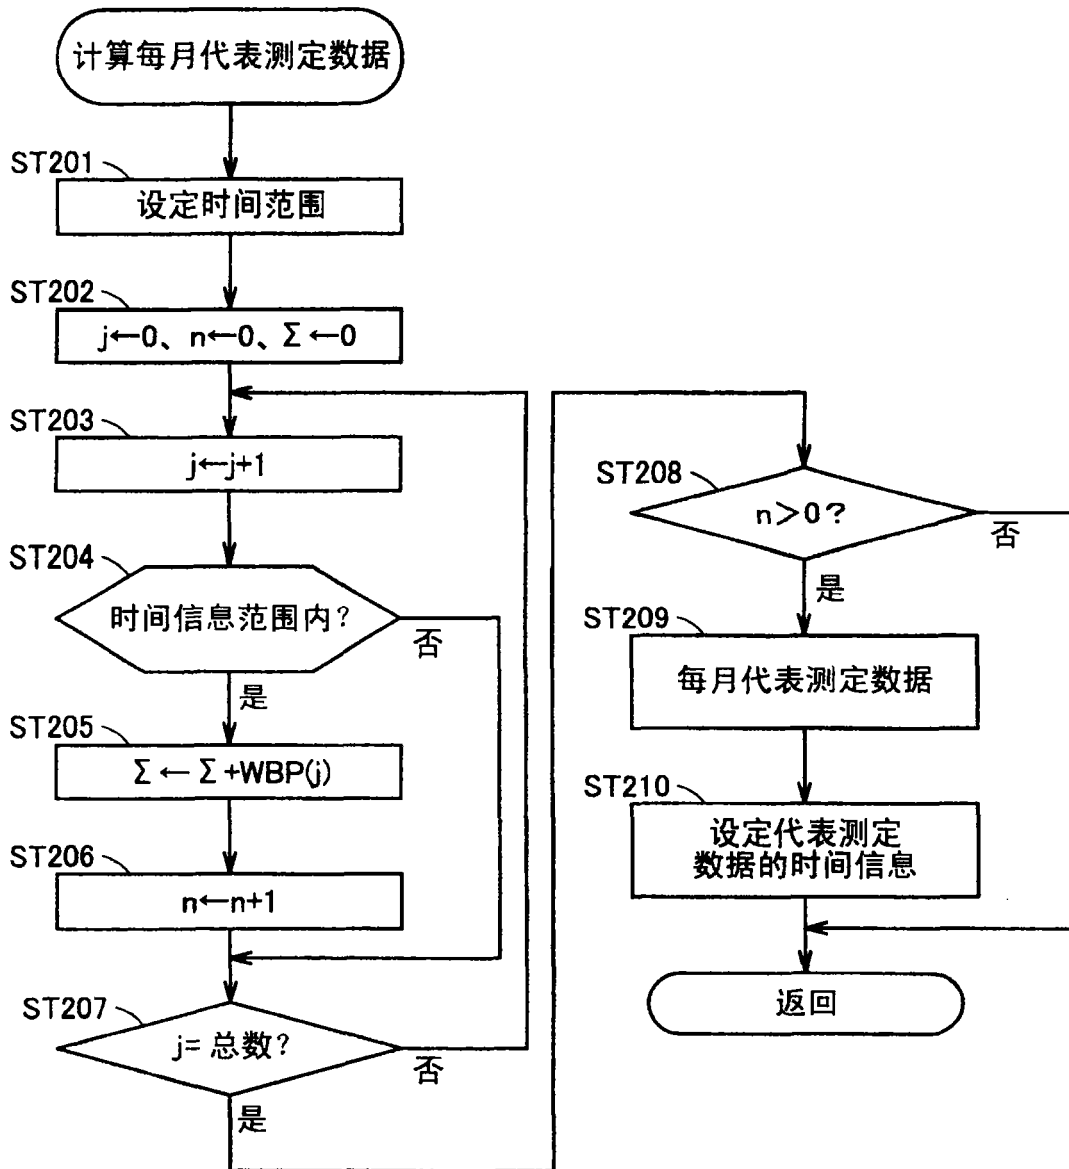 计算每月代表测定数据
ST201
设定时间范围
ST202
j←0、n←0、Σ←0
ST203
j←j+1
ST204
时间信息范围内?
否
是
ST205
Σ←Σ+WBP(j)
ST206
n←n+1
ST207
j=总数?
否
是
ST208
n>0?
否
是
ST209
每月代表测定数据
ST210
设定代表测定
数据的时间信息
返回